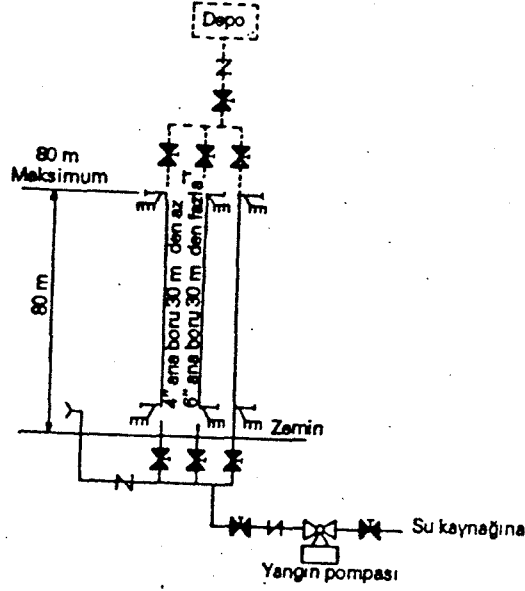 Depo
80 m
Maksimum
80 m
4" ana boru 30 m den az
6" ana boru 30 m den fazla
Zemin
Su kaynağına
Yangın pompası